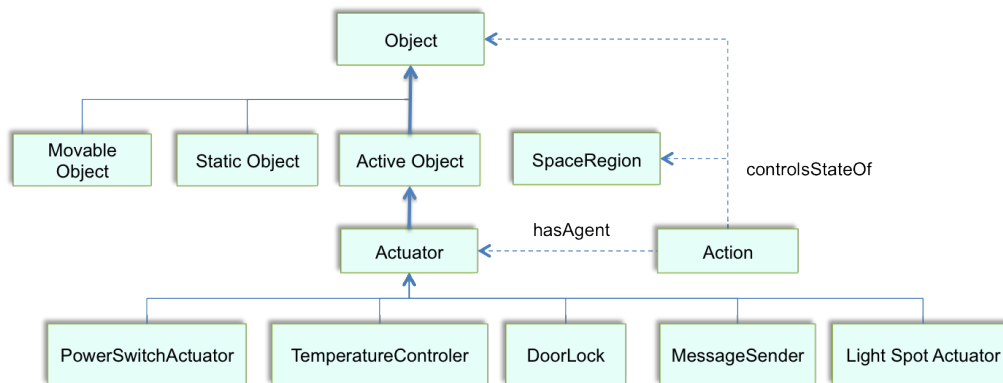 Object
Movable
Object
Static Object
Active Object
SpaceRegion
controlsStateOf
hasAgent
Actuator
Action
PowerSwitchActuator
TemperatureControler
DoorLock
MessageSender
Light Spot Actuator